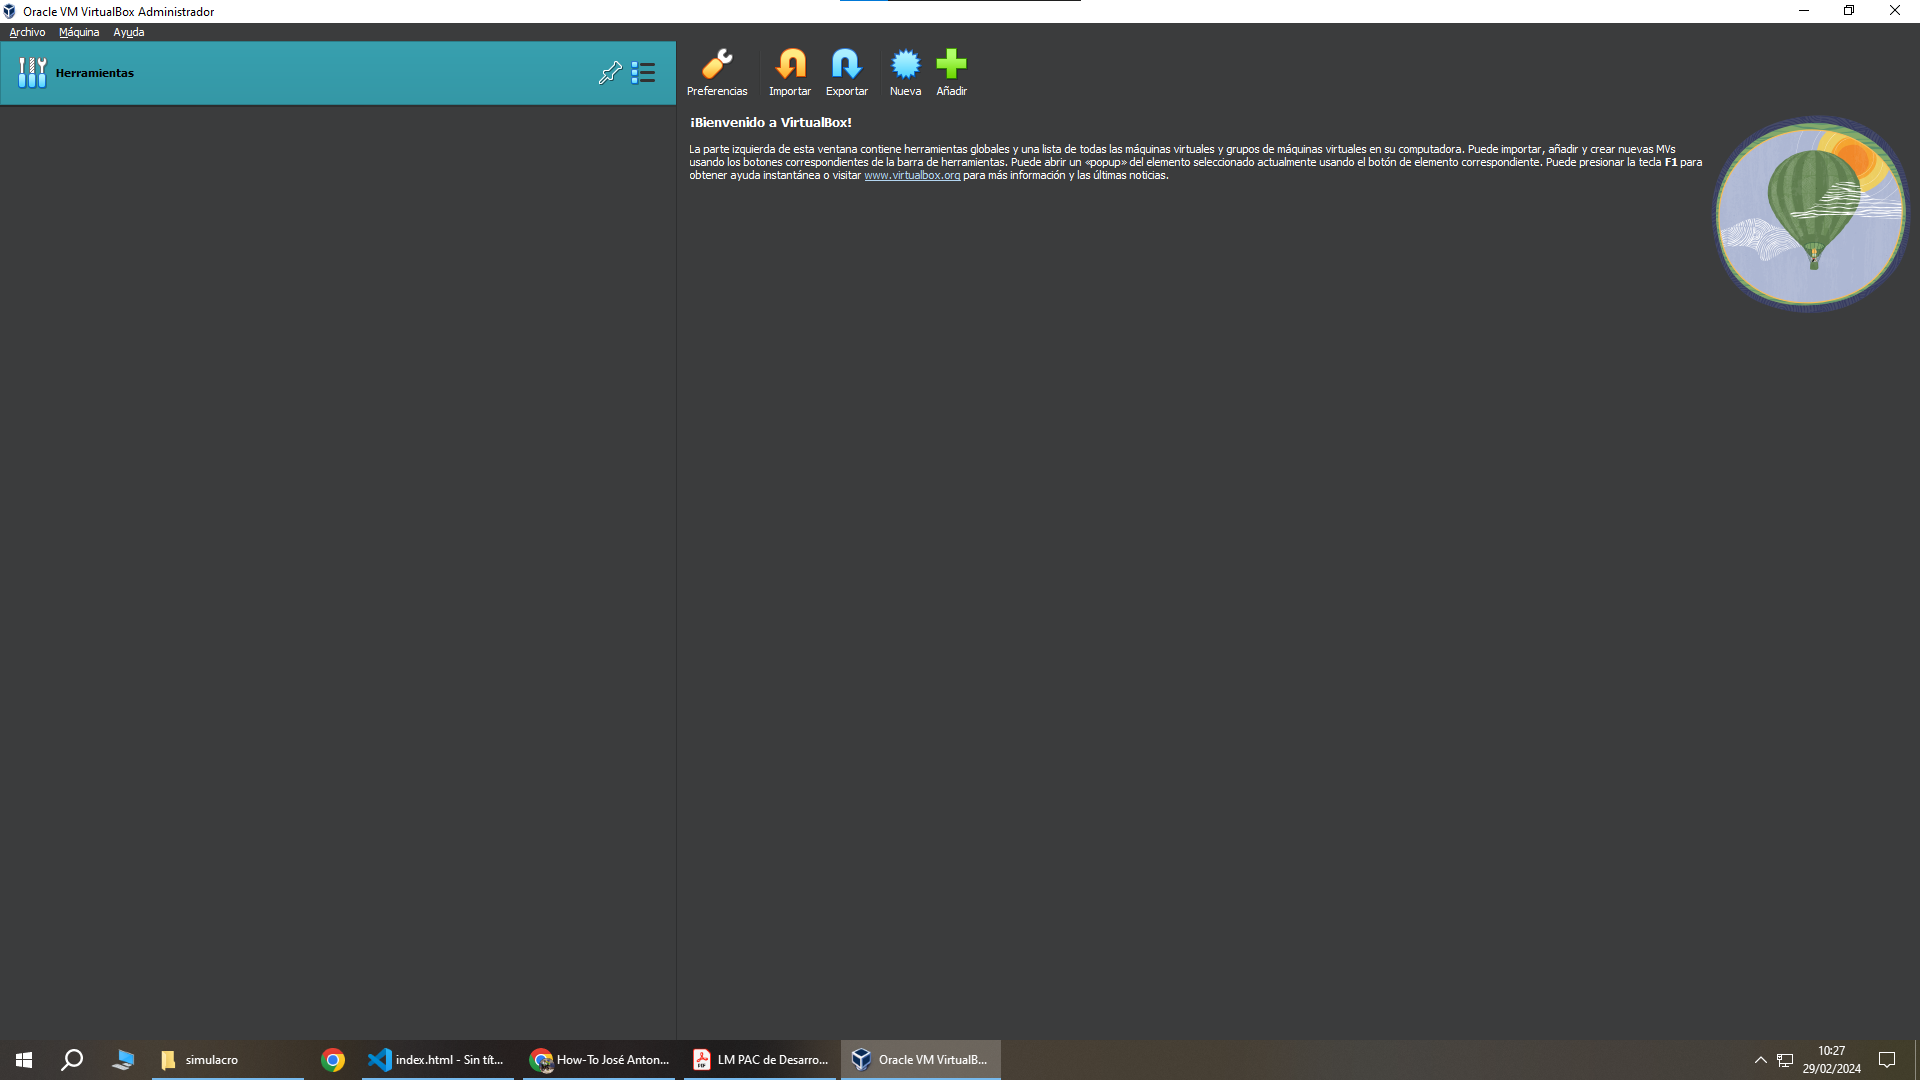 Oracle VM VirtualBox Administrador
Archivo Máquina Ayuda
Herramientas
Preferencias Importar Exportar Nueva Añadir
¡Bienvenido a VirtualBox!
La parte izquierda de esta ventana contiene herramientas globales y una lista de todas las máquinas virtuales y grupos de máquinas virtuales en su computadora. Puede importar, añadir y crear nuevas MVs
usando los botones correspondientes de la barra de herramientas. Puede abrir un «popup» del elemento seleccionado actualmente usando el botón de elemento correspondiente. Puede presionar la tecla F1 para
obtener ayuda instantánea o visitar www.virtualbox.org para más información y las últimas noticias.
simulacro index.html - Sin tít... How-To José Anton... LM PAC de Desarro... Oracle VM VirtualB...
10:27
29/02/2024